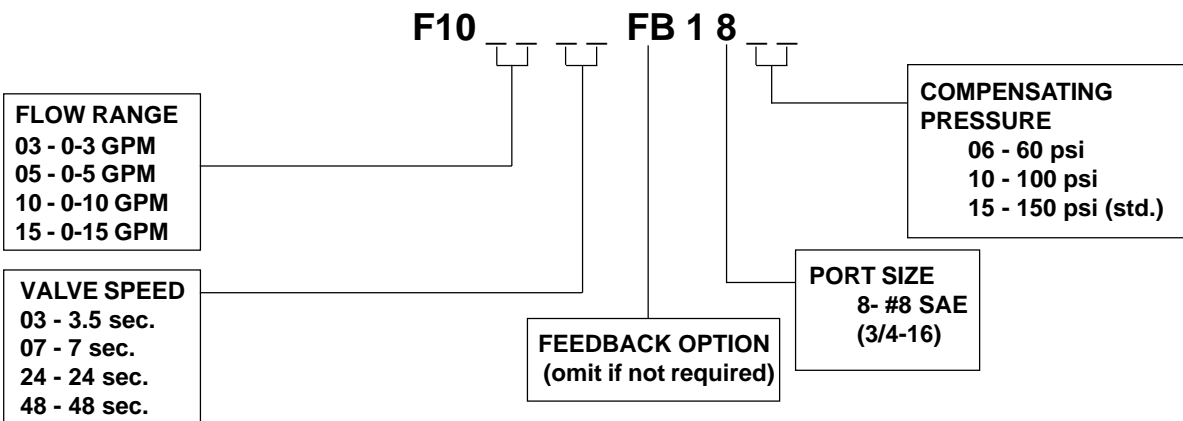 F10 _ _ _ _ FB 1 8 _ _
FLOW RANGE
03 - 0-3 GPM
05 - 0-5 GPM
10 - 0-10 GPM
15 - 0-15 GPM
VALVE SPEED
03 - 3.5 sec.
07 - 7 sec.
24 - 24 sec.
48 - 48 sec.
FEEDBACK OPTION
(omit if not required)
PORT SIZE
8- #8 SAE
(3/4-16)
COMPENSATING
PRESSURE
06 - 60 psi
10 - 100 psi
15 - 150 psi (std.)